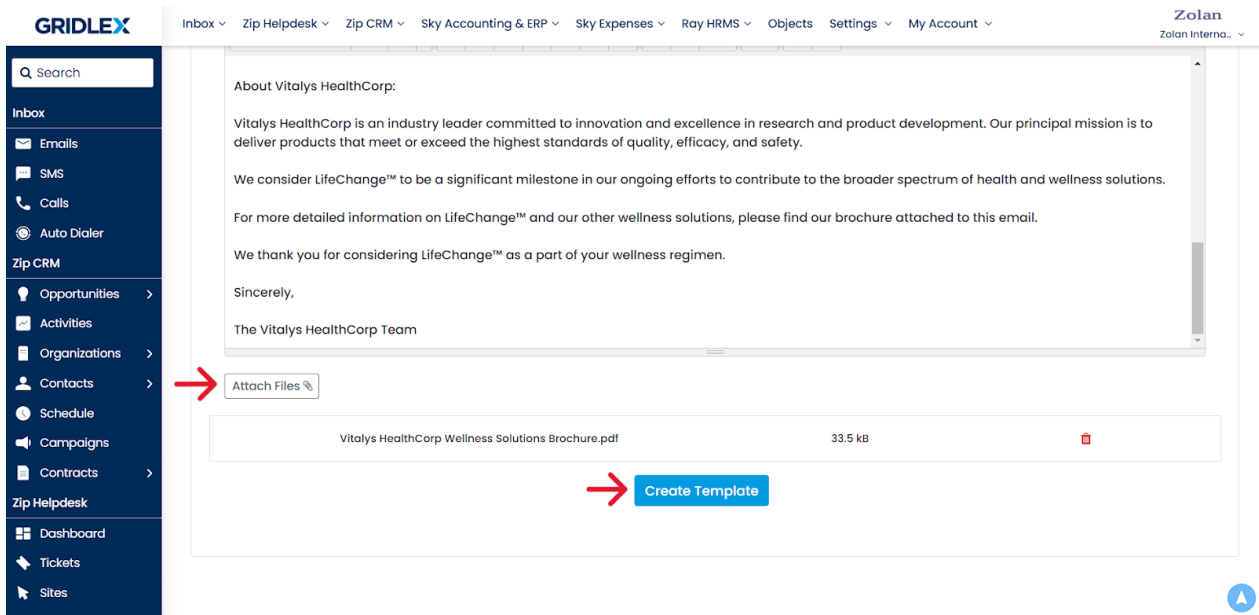 GRIDLEX
Inbox
Zip Helpdesk
Zip CRM
Sky Accounting & ERP
Sky Expenses
Ray HRMS
Objects
Settings
My Account
Zolan
Zolan Interna..
Search
Inbox
Emails
SMS
Calls
Auto Dialer
Zip CRM
Opportunities
Activities
Organizations
Contacts
Schedule
Campaigns
Contracts
Zip Helpdesk
Dashboard
Tickets
Sites
About Vitalys HealthCorp:
Vitalys HealthCorp is an industry leader committed to innovation and excellence in research and product development. Our principal mission is to
deliver products that meet or exceed the highest standards of quality, efficacy, and safety.
We consider LifeChange™ to be a significant milestone in our ongoing efforts to contribute to the broader spectrum of health and wellness solutions.
For more detailed information on LifeChange™ and our other wellness solutions, please find our brochure attached to this email.
We thank you for considering LifeChange™ as a part of your wellness regimen.
Sincerely,
The Vitalys HealthCorp Team
Attach Files
Vitalys HealthCorp Wellness Solutions Brochure.pdf
33.5 kB
Create Template